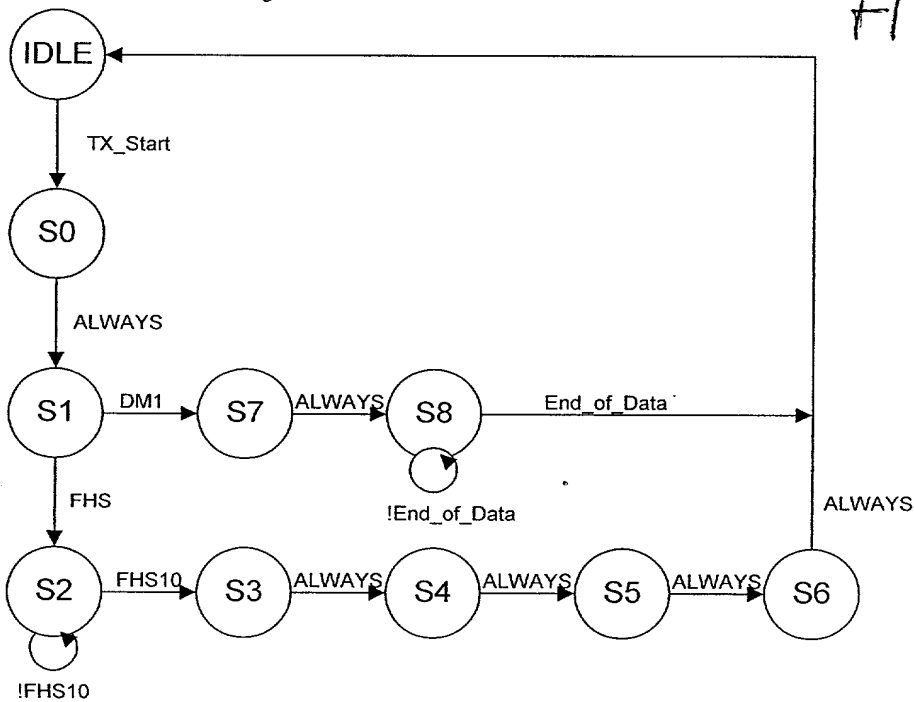 IDLE
TX_Start
S0
ALWAYS
S1
DM1
S7
ALWAYS
S8
End_of_Data
!End_of_Data
FHS
ALWAYS
S2
FHS10
S3
ALWAYS
S4
ALWAYS
S5
ALWAYS
S6
!FHS10